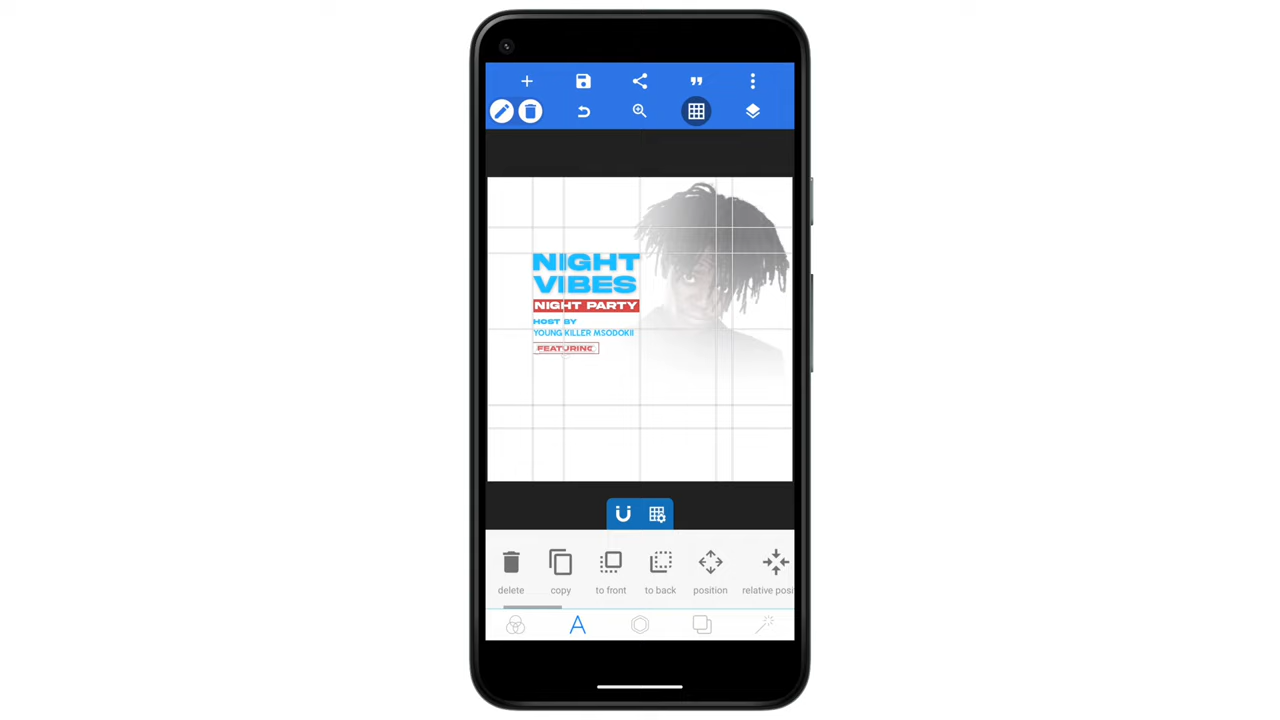 NIGHT
VIBES
NIGHT PARTY
HOST BY
YOUNG KILLER MSODOKII
FEATURING
delete copy to front to back position relative posi
A